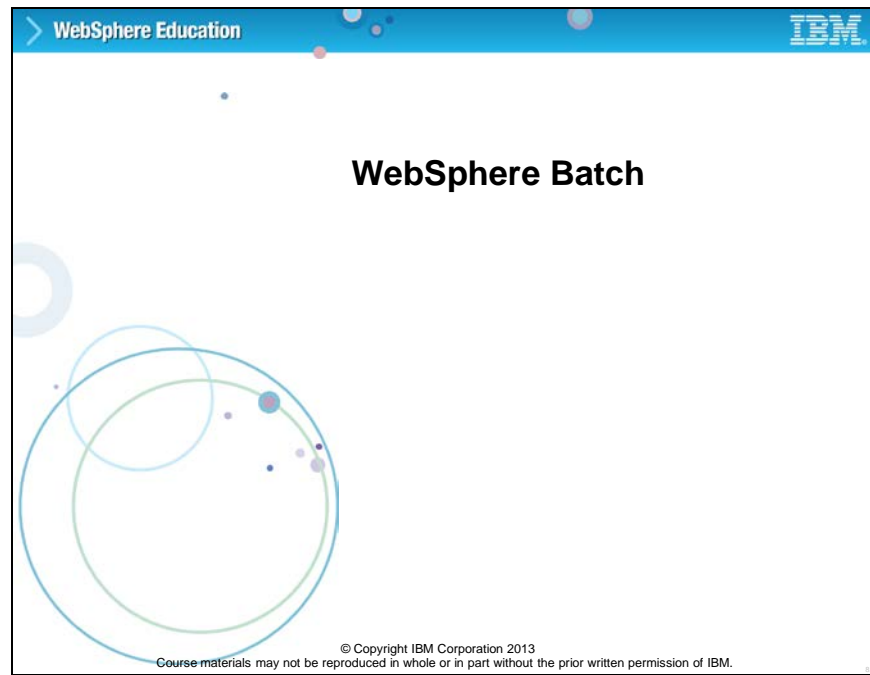 WebSphere Education
IBM
WebSphere Batch
© Copyright IBM Corporation 2013
Course materials may not be reproduced in whole or in part without the prior written permission of IBM.